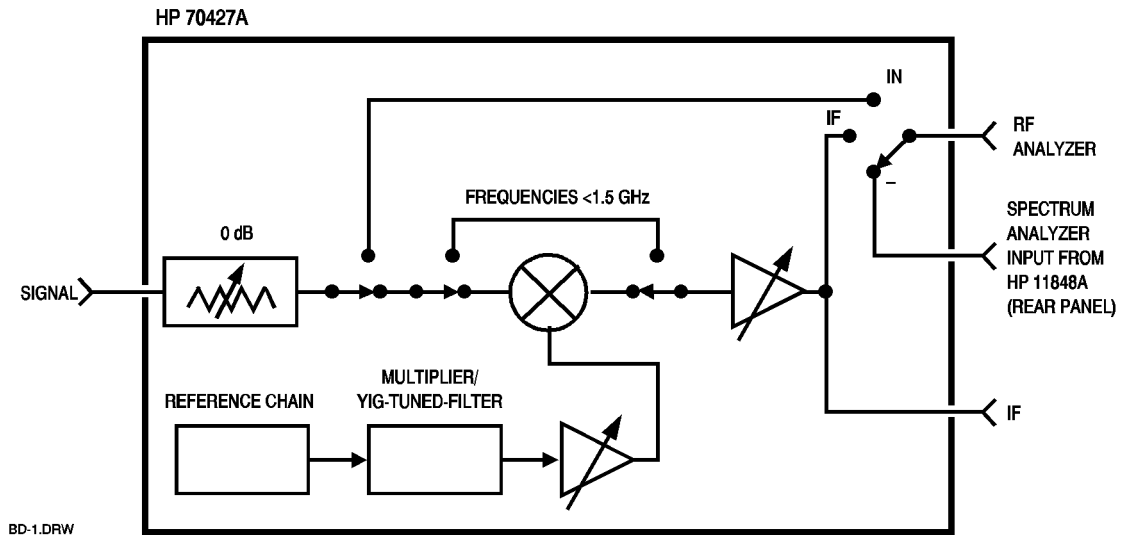 HP 70427A
IN
IF
RF
ANALYZER
FREQUENCIES <1.5 GHz
0 dB
SPECTRUM
ANALYZER
INPUT FROM
HP 11848A
(REAR PANEL)
–
SIGNAL
MULTIPLIER/
YIG-TUNED-FILTER
REFERENCE CHAIN
IF
BD-1.DRW